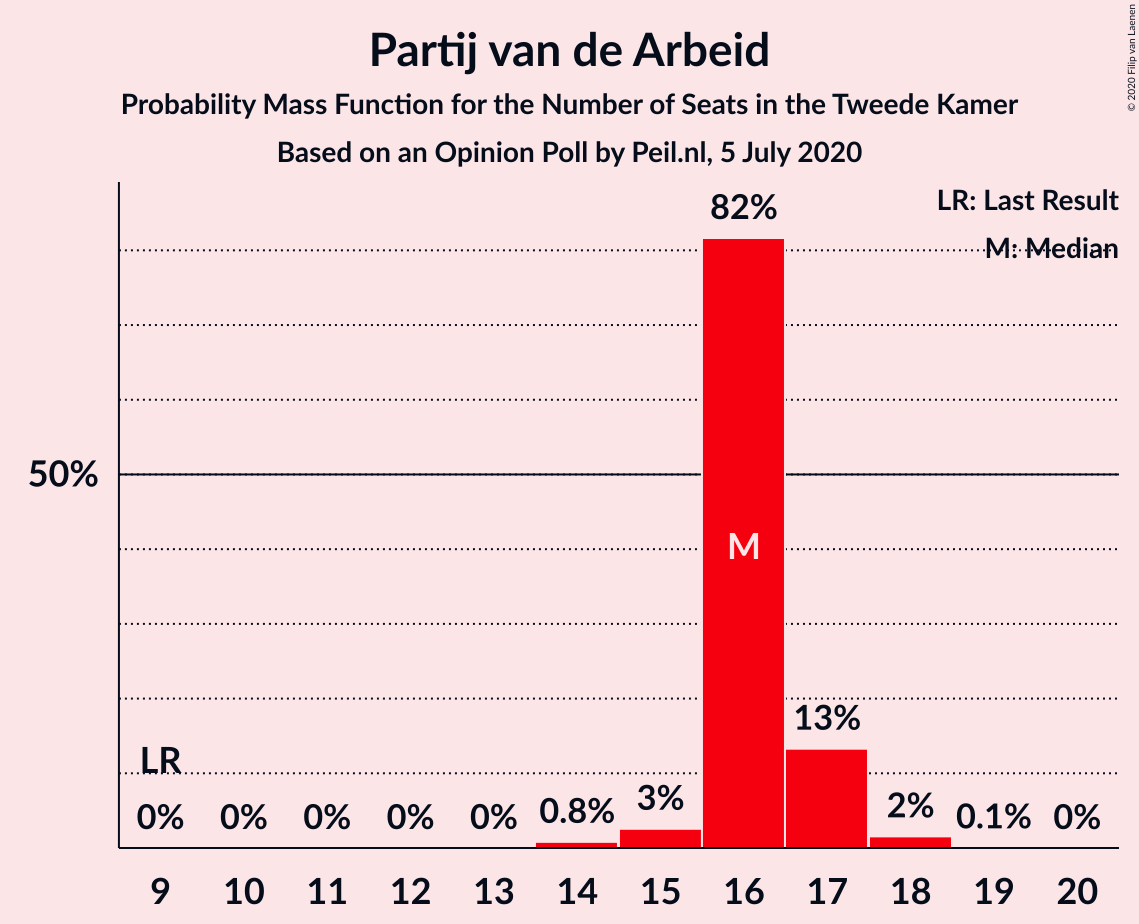 Partij van de Arbeid
Probability Mass Function for the Number of Seats in the Tweede Kamer
Based on an Opinion Poll by Peil.nl, 5 July 2020
© 2020 Filip van Laenen
LR: Last Result
M: Median
82%
50%
M
13%
LR
0% 0% 0% 0% 0% 0.8% 3% 2% 0.1% 0%
9 10 11 12 13 14 15 16 17 18 19 20